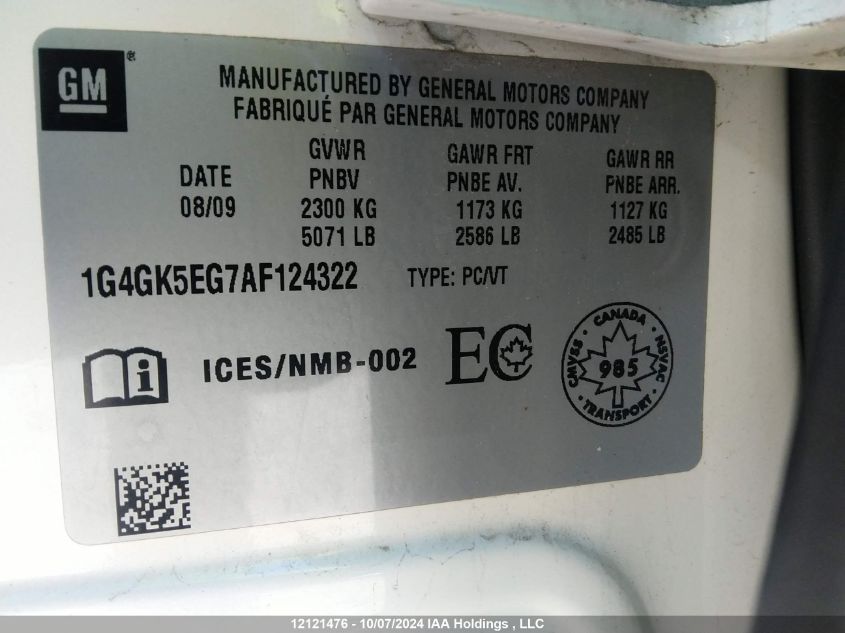 GM
MANUFACTURED BY GENERAL MOTORS COMPANY
FABRIQUÉ PAR GENERAL MOTORS COMPANY
DATE GVWR PNBV GAWR FRT PNBE AV. GAWR RR PNBE ARR.
08/09 2300 KG 1173 KG 1127 KG
5071 LB 2586 LB 2485 LB
1G4GK5EG7AF124322 TYPE: PC/VT
i ICES/NMB-002 EC
CANADA
CMVSS 985 NSVAC
TRANSPORT
12121476 - 10/07/2024 IAA Holdings , LLC